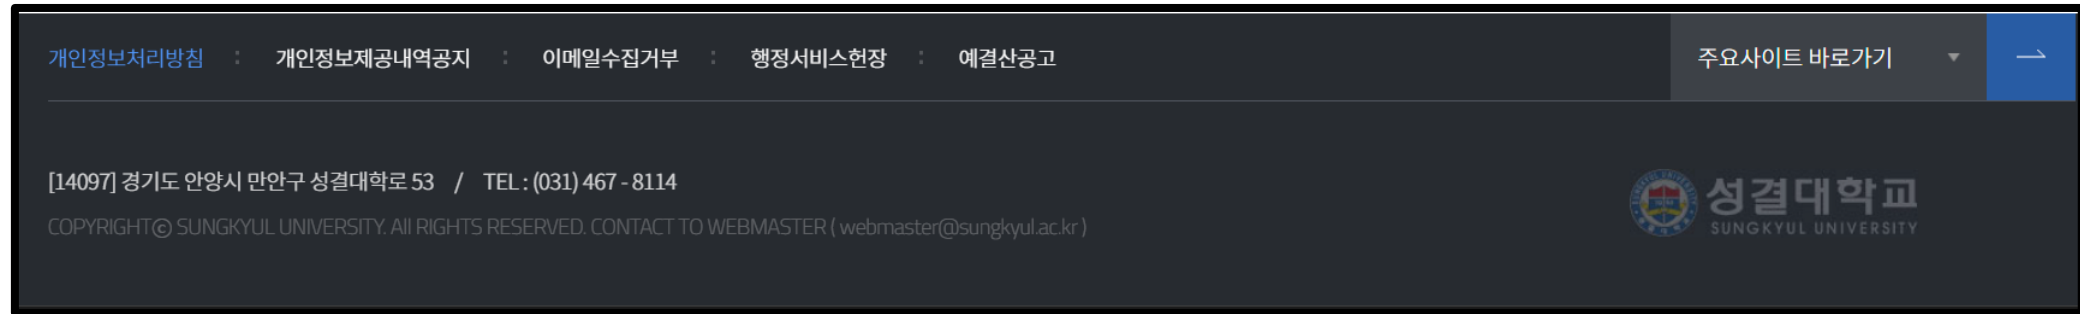 개인정보처리방침 : 개인정보제공내역공지 : 이메일수집거부 : 행정서비스헌장 : 예결산공고
주요사이트 바로가기
[14097] 경기도 안양시 만안구 성결대학로 53 / TEL : (031) 467 - 8114
COPYRIGHT© SUNGKYUL UNIVERSITY. All RIGHTS RESERVED. CONTACT TO WEBMASTER ( webmaster@sungkyul.ac.kr )
성결대학교
SUNGKYUL UNIVERSITY